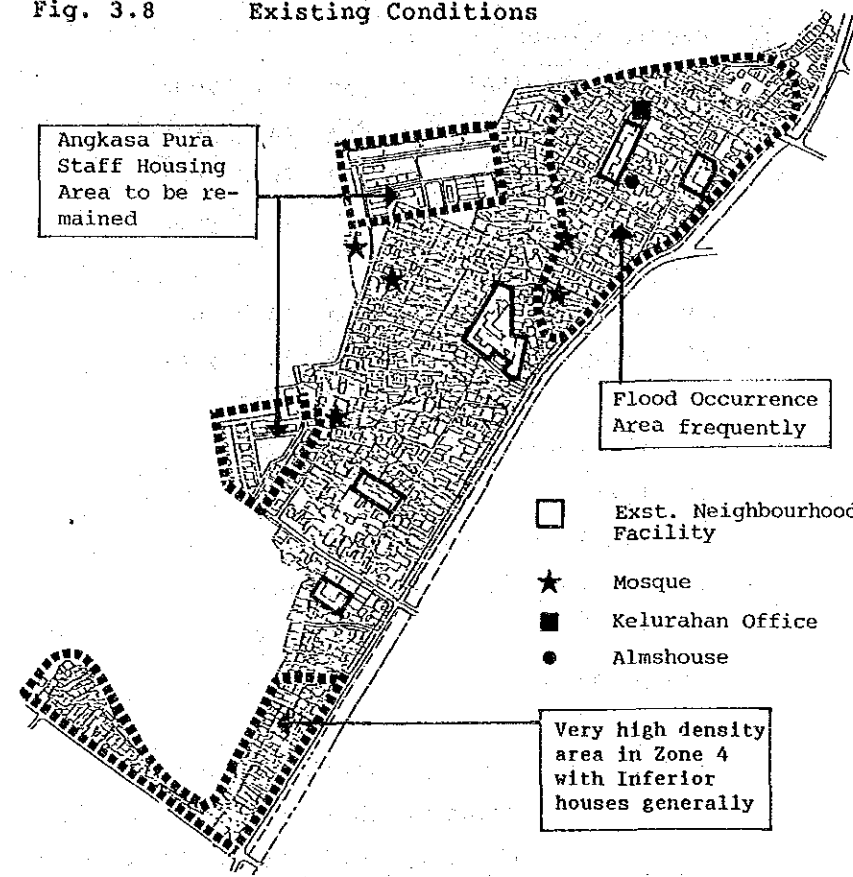 Fig. 3.8 Existing Conditions
Angkasa Pura
Staff Housing
Area to be re-
mained
Flood Occurrence
Area frequently
Exst. Neighbourhood
Facility
Mosque
Kelurahan Office
Almshouse
Very high density
area in Zone 4
with Inferior
houses generally